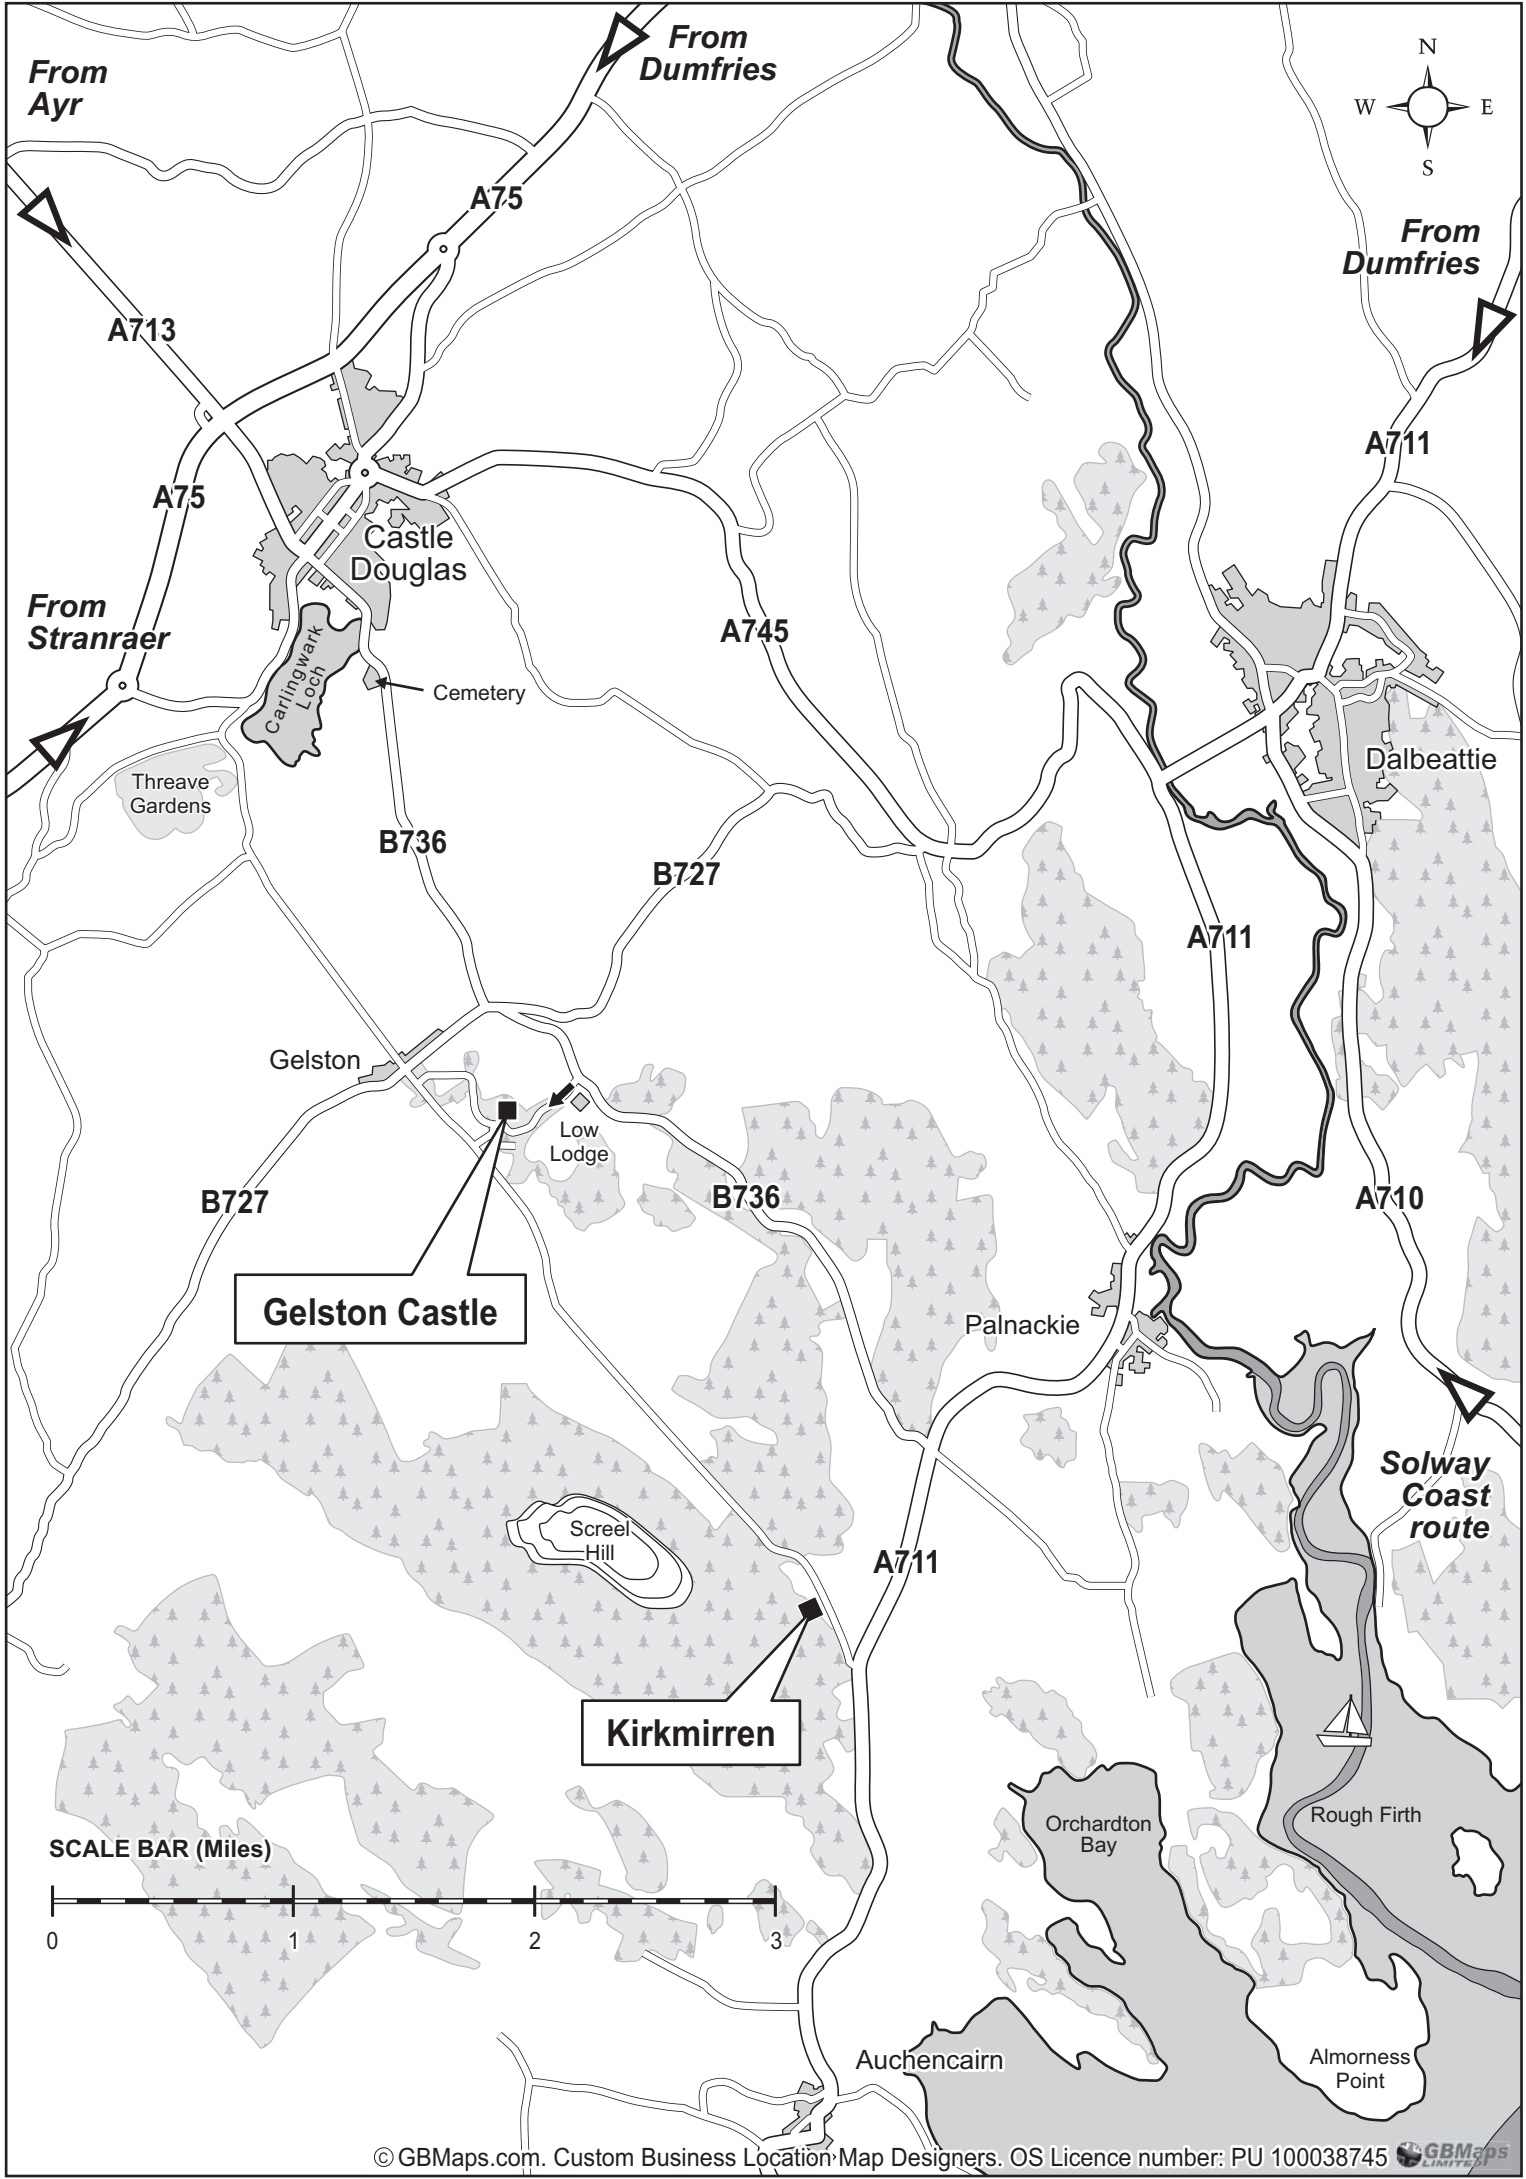 From
Dumfries
From
Ayr
N
W
E
S
A75
From
Dumfries
A713
A711
A75
Castle
Douglas
From
Stranraer
A745
Carlingwark
Loch
Cemetery
Dalbeattie
Threave
Gardens
B736
B727
A711
Gelston
Low
Lodge
B727
B736
A710
Gelston Castle
Palnackie
Solway
Coast
route
Screel
Hill
A711
Kirkmirren
Rough Firth
Orchardton
Bay
SCALE BAR (Miles)
0 1 2 3
Auchencairn
Almorness
Point
© GBMaps.com. Custom Business Location Map Designers. OS Licence number: PU 100038745
GBMaps
LIMITED